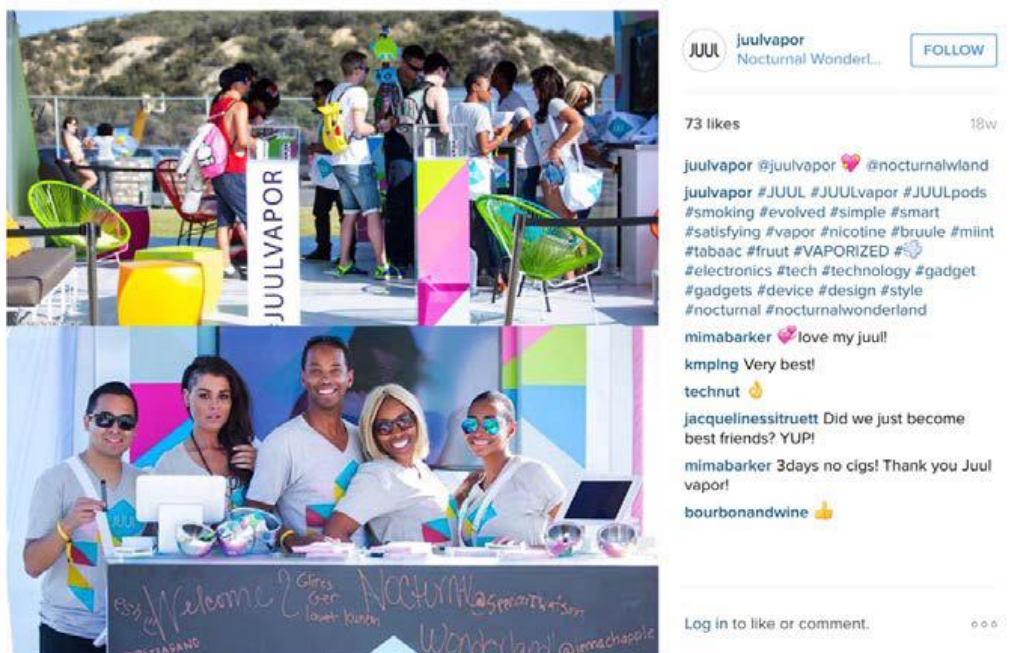 JUULVAPOR
JUUL
Welcome 2 Nocturnal
Wonderland!
JUUL
juulvapor
Nocturnal Wonderl...
FOLLOW
73 likes
18w
juulvapor @juulvapor 💖 @nocturnalwland
juulvapor #JUUL #JUULvapor #JUULpods
#smoking #evolved #simple #smart
#satisfying #vapor #nicotine #bruule #miint
#tabaac #fruut #VAPORIZED #💨
#electronics #tech #technology #gadget
#gadgets #device #design #style
#nocturnal #nocturnalwonderland
mimabarker 💞love my juul!
kmplng Very best!
technut 👌
jacquelinessitruett Did we just become
best friends? YUP!
mimabarker 3days no cigs! Thank you Juul
vapor!
bourbonandwine 👍
Log in to like or comment.